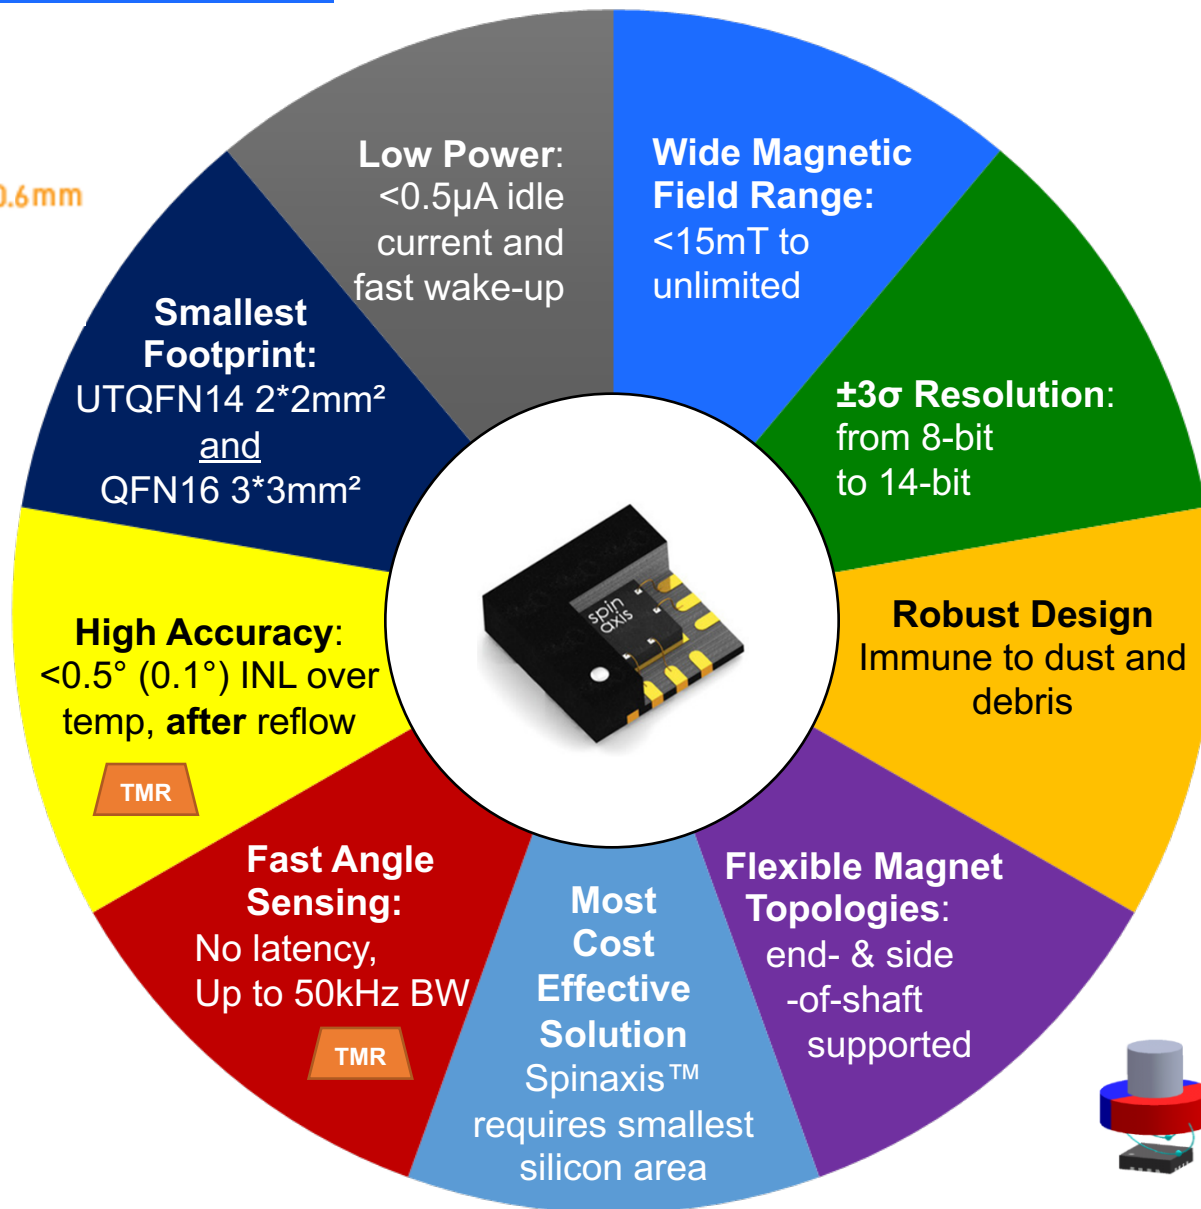 0.6mm
Low Power:
<0.5µA idle
current and
fast wake-up
Wide Magnetic
Field Range:
<15mT to
unlimited
±3σ Resolution:
from 8-bit
to 14-bit
Robust Design
Immune to dust and
debris
Flexible Magnet
Topologies:
end- & side
-of-shaft
supported
Most
Cost
Effective
Solution
Spinaxis™
requires smallest
silicon area
Fast Angle
Sensing:
No latency,
Up to 50kHz BW
TMR
High Accuracy:
<0.5° (0.1°) INL over
temp, after reflow
TMR
Smallest
Footprint:
UTQFN14 2*2mm²
and
QFN16 3*3mm²
spin
axis